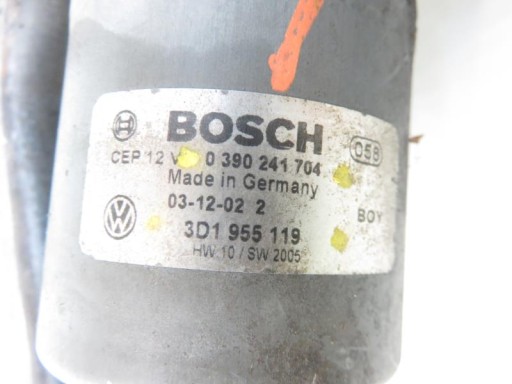 BOSCH 058
CEP 12 V 0 390 241 704
Made in Germany
03-12-02 2 BOY
3D1 955 119
HW 10 / SW 2005